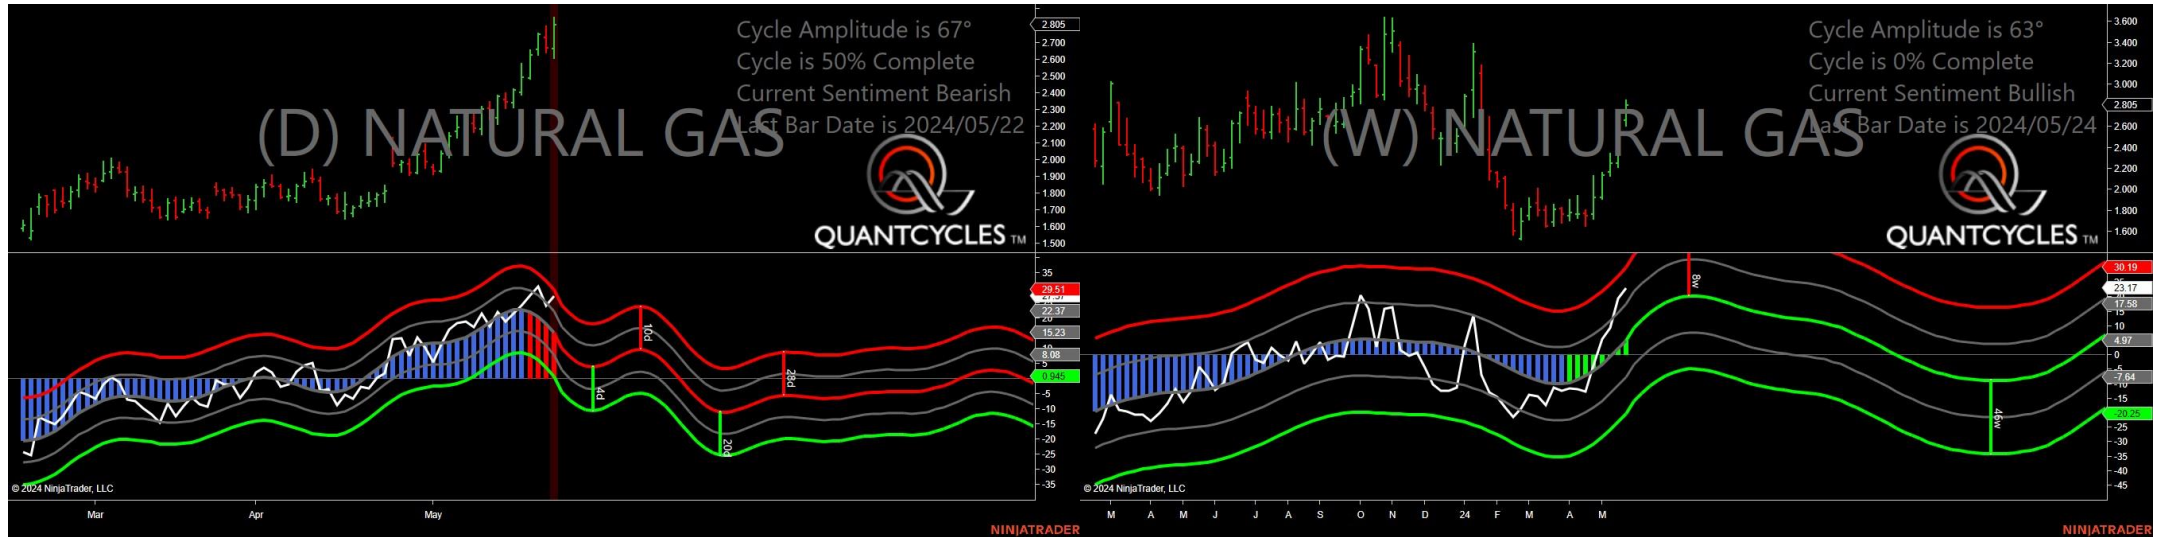 Cycle Amplitude is 67°
Cycle is 50% Complete
Current Sentiment Bearish
Last Bar Date is 2024/05/22
(D) NATURAL GAS
QUANTCYCLES TM
2.805
2.700
2.600
2.500
2.400
2.300
2.200
2.100
2.000
1.900
1.800
1.700
1.600
1.500
35
29.51
22.37
15.23
8.08
5
0.945
-5
-10
-15
-20
-25
-30
-35
10d
4d
28d
20d
© 2024 NinjaTrader, LLC
Mar
Apr
May
NINJATRADER
Cycle Amplitude is 63°
Cycle is 0% Complete
Current Sentiment Bullish
Last Bar Date is 2024/05/24
(W) NATURAL GAS
QUANTCYCLES TM
3.600
3.400
3.200
3.000
2.805
2.600
2.400
2.200
2.000
1.800
1.600
30.19
23.17
17.58
15
10
4.97
0
-5
-7.64
-10
-15
-20.25
-25
-30
-35
-40
-45
8w
46w
© 2024 NinjaTrader, LLC
M A M J J A S O N D 24 F M A M
NINJATRADER